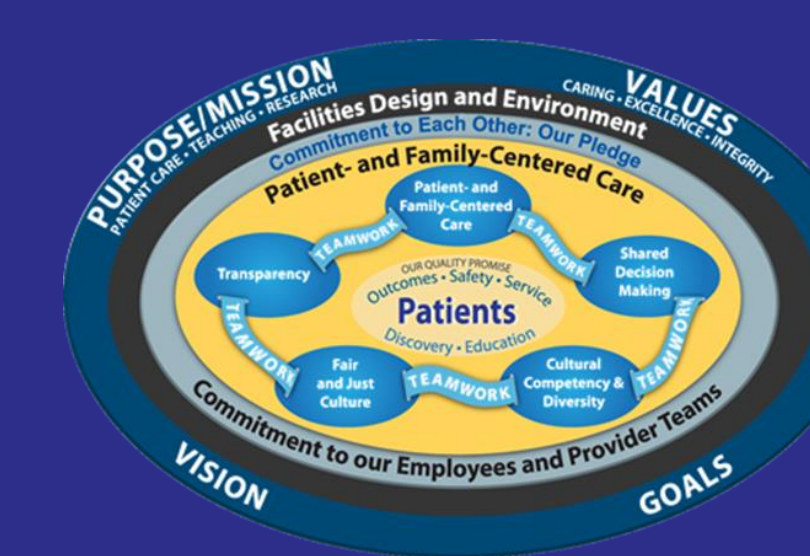 PURPOSE/MISSION
PATIENT CARE • TEACHING • RESEARCH
VALUES
CARING • EXCELLENCE • INTEGRITY
Facilities Design and Environment
Commitment to Each Other: Our Pledge
Patient- and Family-Centered Care
Patient- and
Family-Centered
Care
TEAMWORK
TEAMWORK
Transparency
Shared
Decision
Making
OUR QUALITY PROMISE
Outcomes • Safety • Service
Patients
Discovery • Education
TEAMWORK
TEAMWORK
Fair
and Just
Culture
TEAMWORK
Cultural
Competency &
Diversity
Commitment to our Employees and Provider Teams
VISION
GOALS